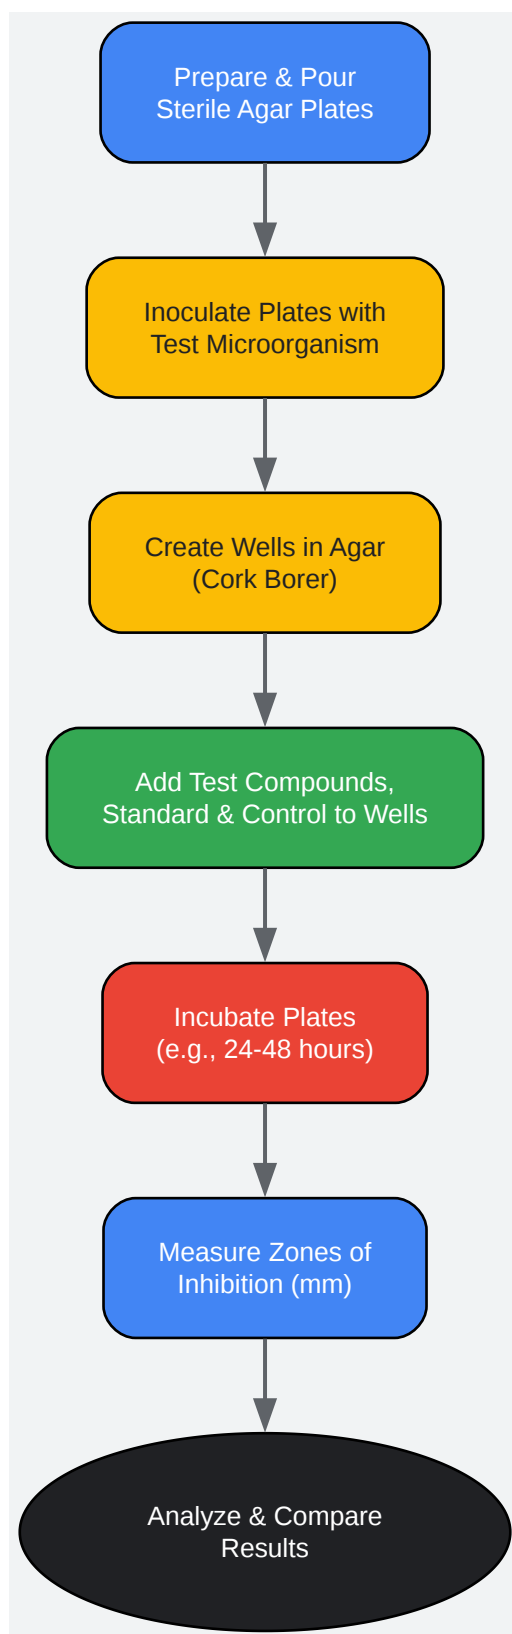 Prepare & Pour
Sterile Agar Plates
Inoculate Plates with
Test Microorganism
Create Wells in Agar
(Cork Borer)
Add Test Compounds,
Standard & Control to Wells
Incubate Plates
(e.g., 24-48 hours)
Measure Zones of
Inhibition (mm)
Analyze & Compare
Results